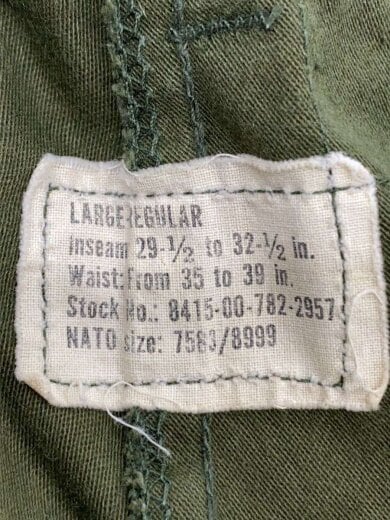 LARGE REGULAR
Inseam 29-1/2 to 32-1/2 in.
Waist: From 35 to 39 in.
Stock No.: 8415-00-782-2957
NATO size: 7583/8999